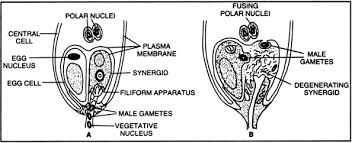 POLAR NUCLEI
CENTRAL
CELL
EGG
NUCLEUS
EGG CELL
PLASMA
MEMBRANE
SYNERGID
FILIFORM APPARATUS
MALE GAMETES
VEGETATIVE
NUCLEUS
A
FUSING
POLAR NUCLEI
MALE
GAMETES
DEGENERATING
SYNERGID
B